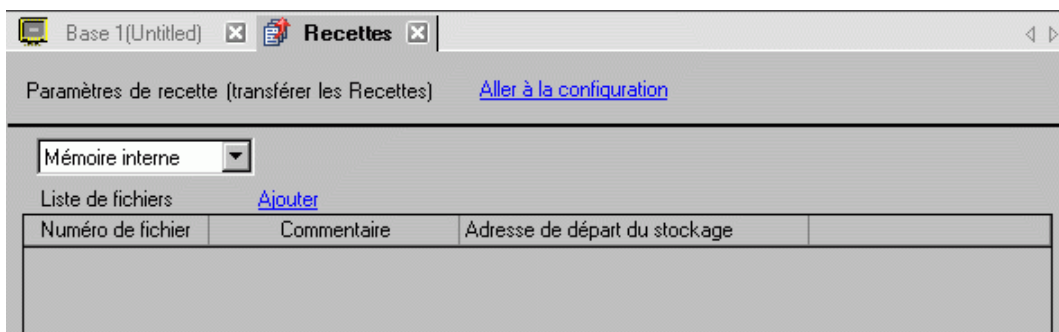 Base 1(Untitled) Recettes
Paramètres de recette (transférer les Recettes) Aller à la configuration
Mémoire interne
Liste de fichiers Ajouter
Numéro de fichier Commentaire Adresse de départ du stockage